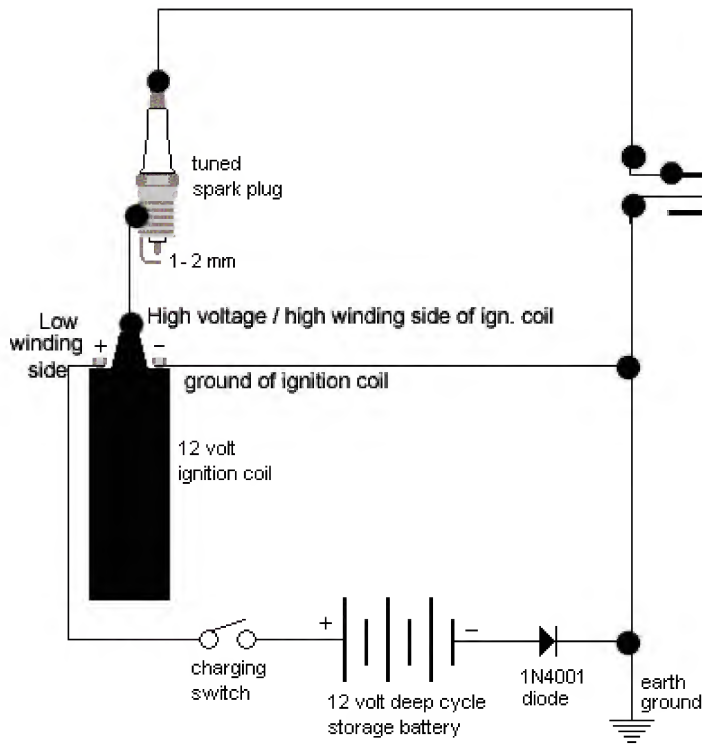 tuned
spark plug
1- 2 mm
High voltage / high winding side of ign. coil
Low
winding
side
+
–
ground of ignition coil
12 volt
ignition coil
+
–
charging
switch
12 volt deep cycle
storage battery
1N4001
diode
earth
ground